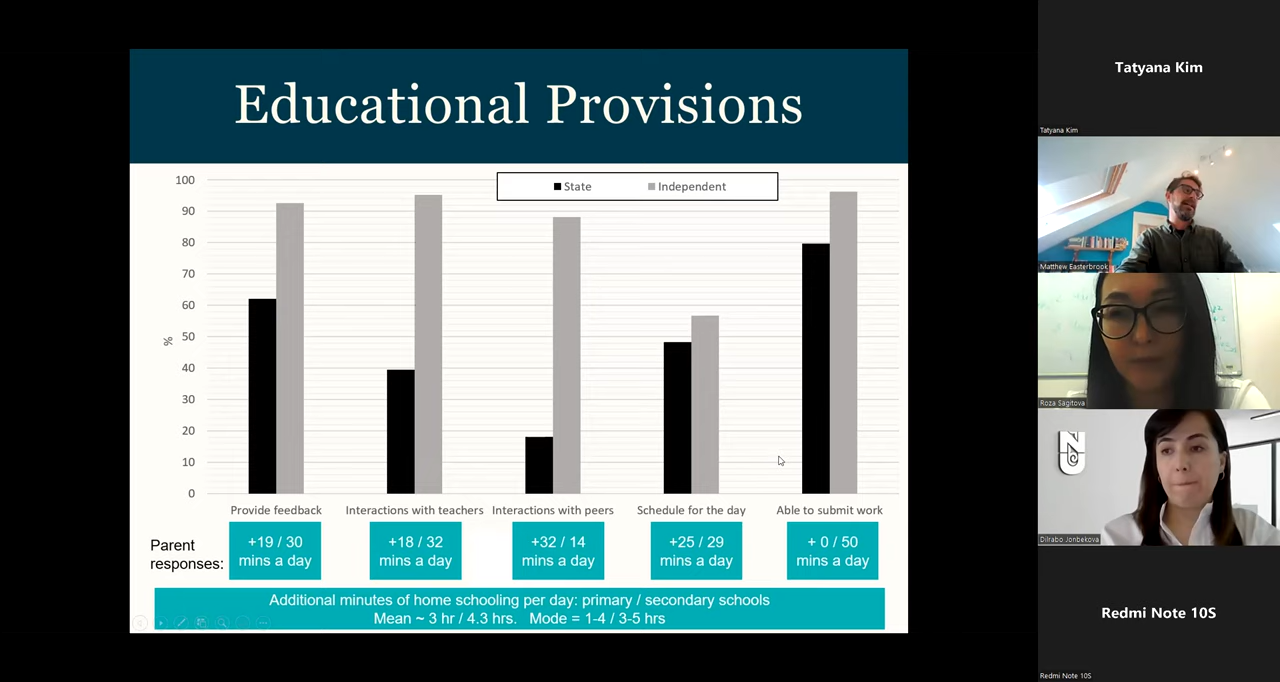 Educational Provisions
State
Independent
100
90
80
70
60
50
40
30
20
10
0
%
Provide feedback
Interactions with teachers
Interactions with peers
Schedule for the day
Able to submit work
Parent
responses:
+19 / 30
mins a day
+18 / 32
mins a day
+32 / 14
mins a day
+25 / 29
mins a day
+ 0 / 50
mins a day
Additional minutes of home schooling per day: primary / secondary schools
Mean ~ 3 hr / 4.3 hrs. Mode = 1-4 / 3-5 hrs
Tatyana Kim
Tatyana Kim
Matthew Easterbrook
Roza Sagitova
Dilrabo Jonbekova
Redmi Note 10S
Redmi Note 10S